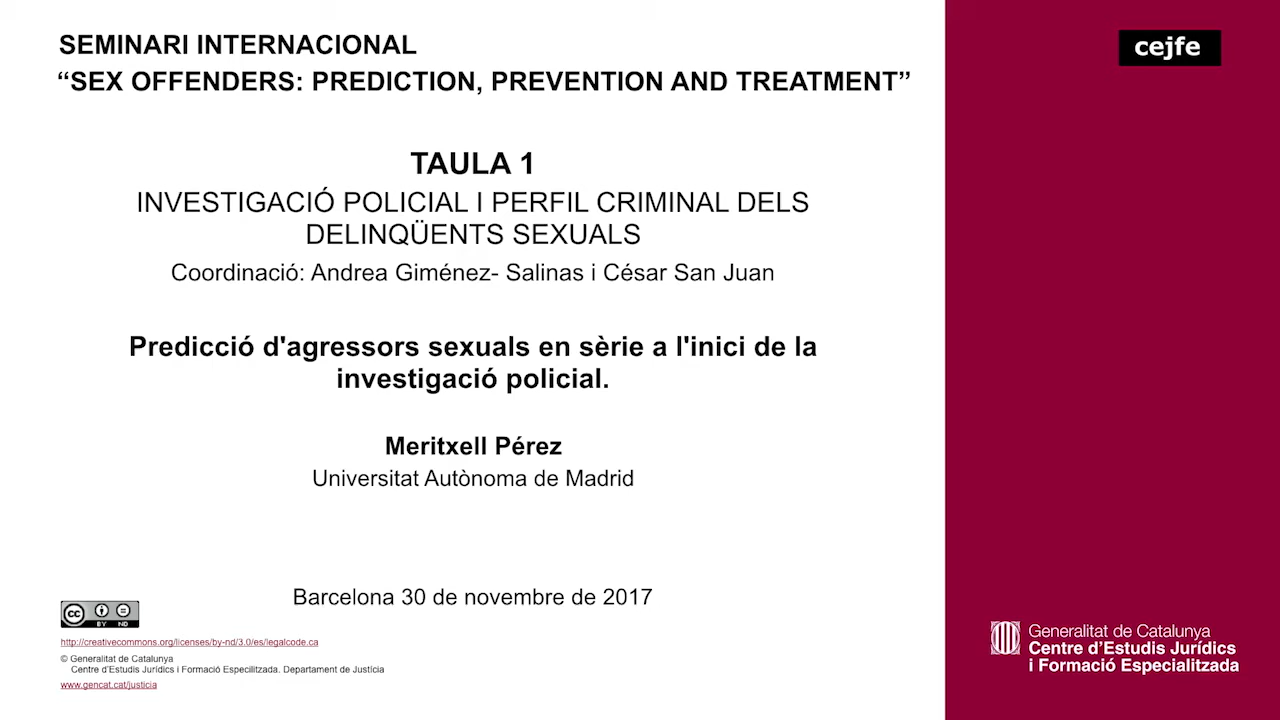 SEMINARI INTERNACIONAL
“SEX OFFENDERS: PREDICTION, PREVENTION AND TREATMENT”
cejfe
TAULA 1
INVESTIGACIÓ POLICIAL I PERFIL CRIMINAL DELS
DELINQÜENTS SEXUALS
Coordinació: Andrea Giménez- Salinas i César San Juan
Predicció d'agressors sexuals en sèrie a l'inici de la
investigació policial.
Meritxell Pérez
Universitat Autònoma de Madrid
Barcelona 30 de novembre de 2017
cc BY ND
http://creativecommons.org/licenses/by-nd/3.0/es/legalcode.ca
© Generalitat de Catalunya
Centre d'Estudis Jurídics i Formació Especilitzada. Departament de Justícia
www.gencat.cat/justicia
Generalitat de Catalunya
Centre d’Estudis Jurídics
i Formació Especialitzada